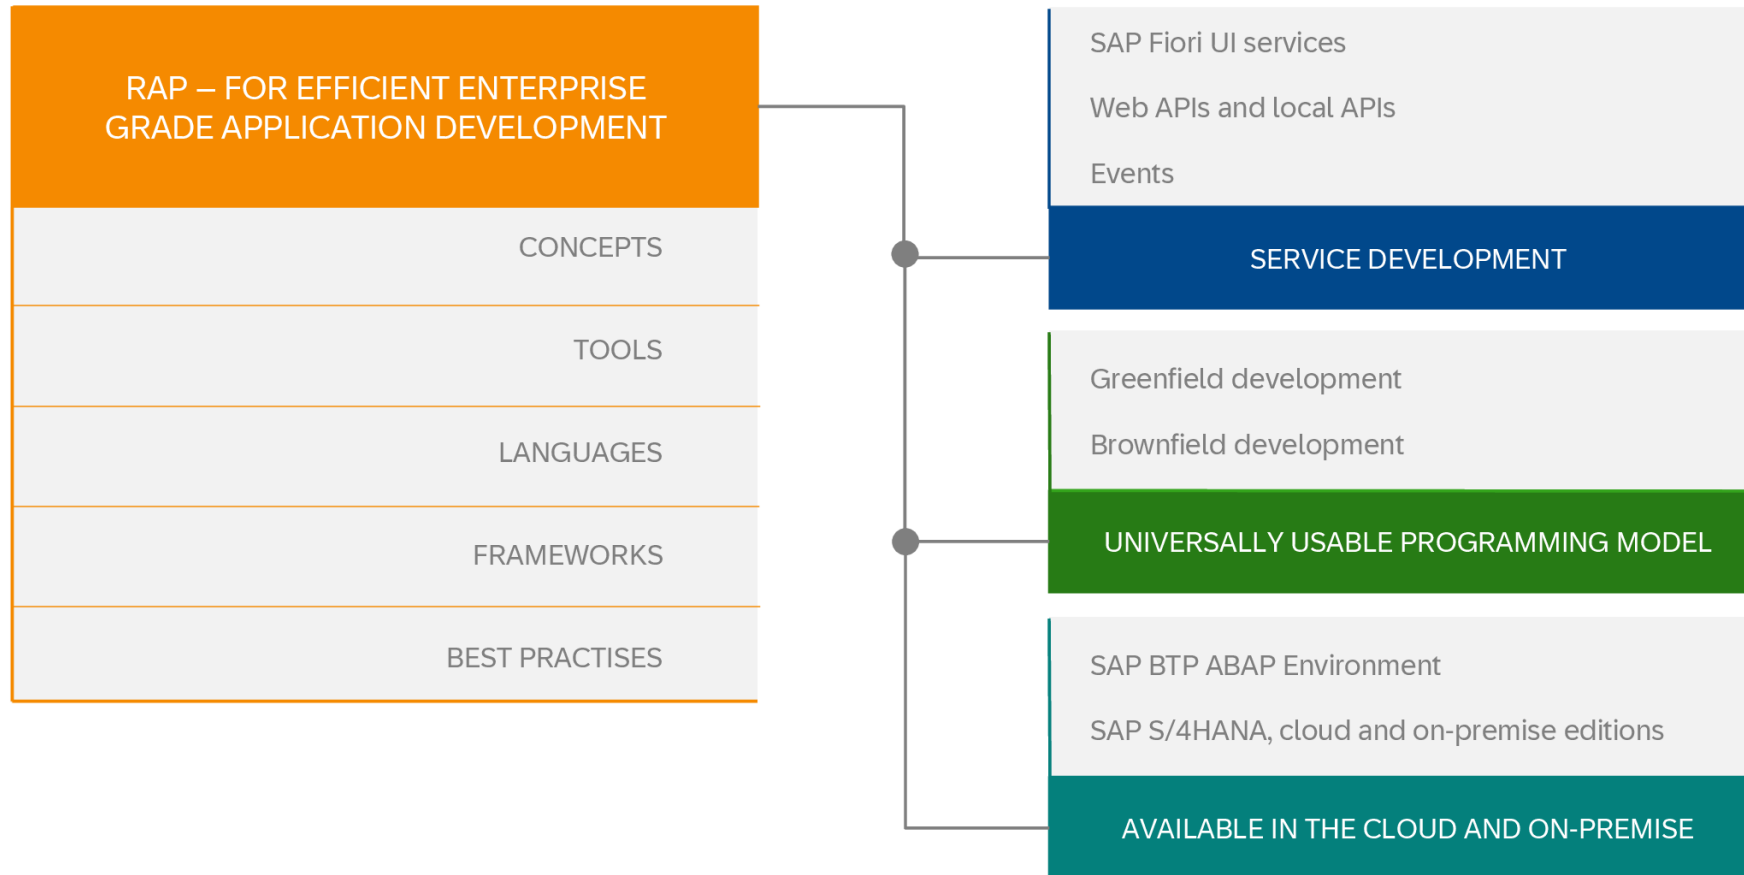 RAP – FOR EFFICIENT ENTERPRISE
GRADE APPLICATION DEVELOPMENT
CONCEPTS
TOOLS
LANGUAGES
FRAMEWORKS
BEST PRACTISES
SAP Fiori UI services
Web APIs and local APIs
Events
SERVICE DEVELOPMENT
Greenfield development
Brownfield development
UNIVERSALLY USABLE PROGRAMMING MODEL
SAP BTP ABAP Environment
SAP S/4HANA, cloud and on-premise editions
AVAILABLE IN THE CLOUD AND ON-PREMISE